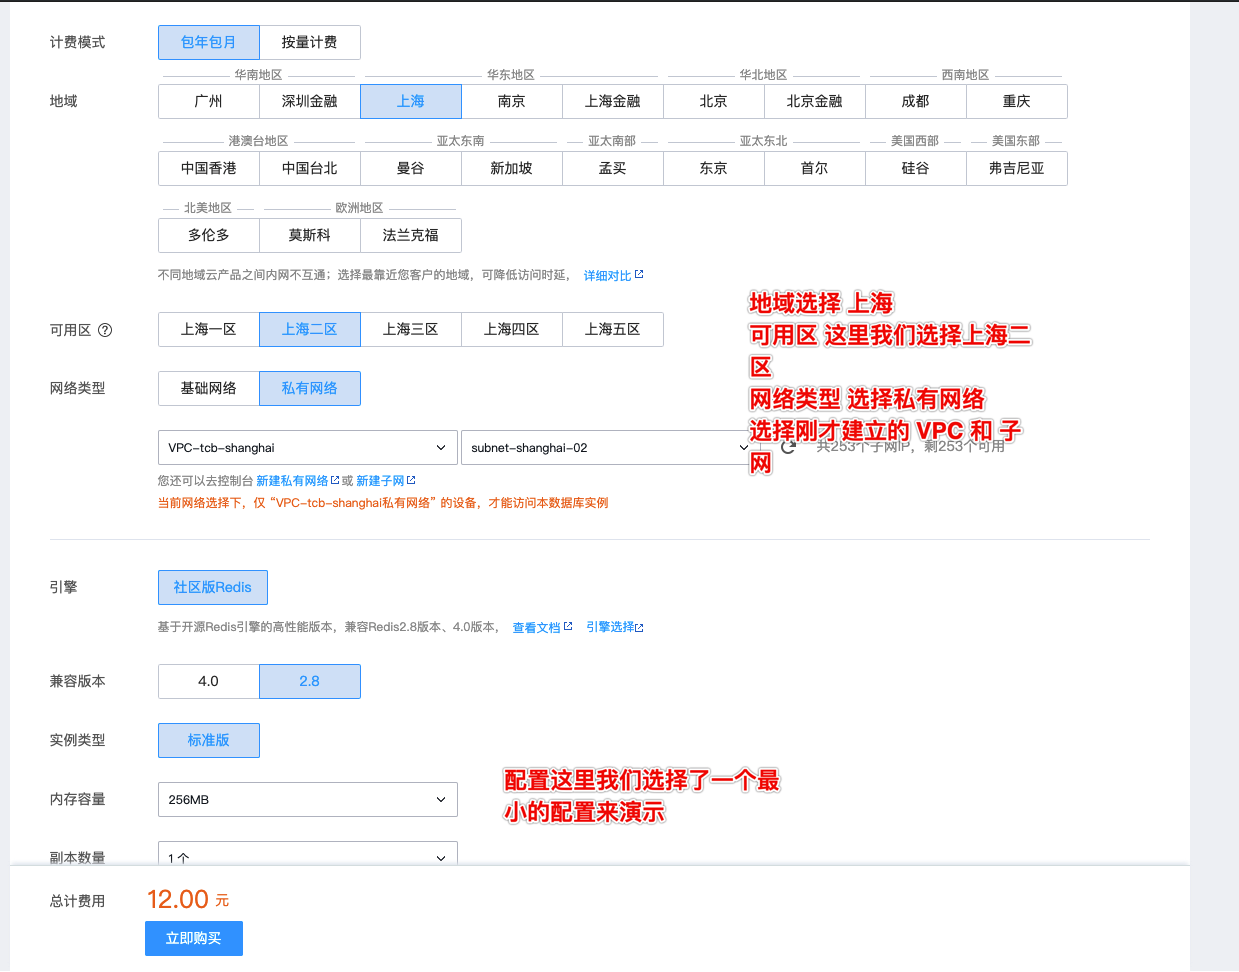 计费模式 包年包月 按量计费
华南地区 华东地区 华北地区 西南地区
地域 广州 深圳金融 上海 南京 上海金融 北京 北京金融 成都 重庆
港澳台地区 亚太东南 亚太南部 亚太东北 美国西部 美国东部
中国香港 中国台北 曼谷 新加坡 孟买 东京 首尔 硅谷 弗吉尼亚
北美地区 欧洲地区
多伦多 莫斯科 法兰克福
不同地域云产品之间内网不互通；选择最靠近您客户的地域，可降低访问时延， 详细对比
地域选择 上海
可用区 上海一区 上海二区 上海三区 上海四区 上海五区
可用区 这里我们选择上海二
区
网络类型 基础网络 私有网络
网络类型 选择私有网络
选择刚才建立的 VPC 和 子
网
VPC-tcb-shanghai subnet-shanghai-02 共253个子网IP，剩253个可用
您还可以去控制台 新建私有网络 或 新建子网
当前网络选择下，仅“VPC-tcb-shanghai私有网络”的设备，才能访问本数据库实例
引擎 社区版Redis
基于开源Redis引擎的高性能版本，兼容Redis2.8版本、4.0版本， 查看文档 引擎选择
兼容版本 4.0 2.8
实例类型 标准版
配置这里我们选择了一个最
小的配置来演示
内存容量 256MB
副本数量 1个
总计费用 12.00 元
立即购买